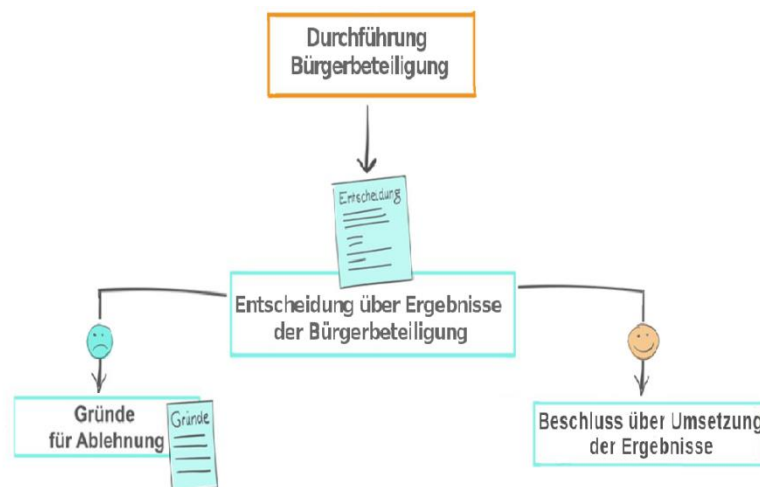 Durchführung
Bürgerbeteiligung
Entscheidung
Entscheidung über Ergebnisse
der Bürgerbeteiligung
Gründe
für Ablehnung
Gründe
Beschluss über Umsetzung
der Ergebnisse